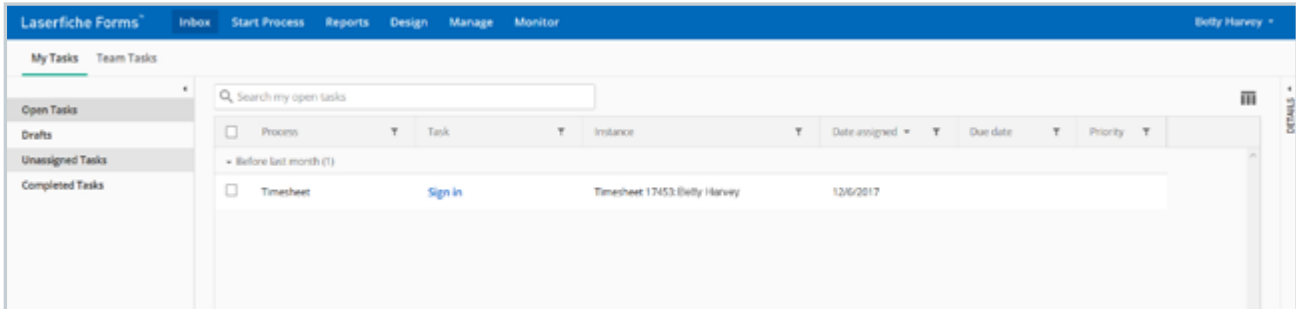 Laserfiche Forms™ Inbox Start Process Reports Design Manage Monitor Betty Harvey
My Tasks Team Tasks
Search my open tasks
Open Tasks
DETAILS
Drafts
Process Task Instance Date assigned Due date Priority
Unassigned Tasks
Before last month (1)
Completed Tasks
Timesheet Sign in Timesheet 17453:Betty Harvey 12/6/2017